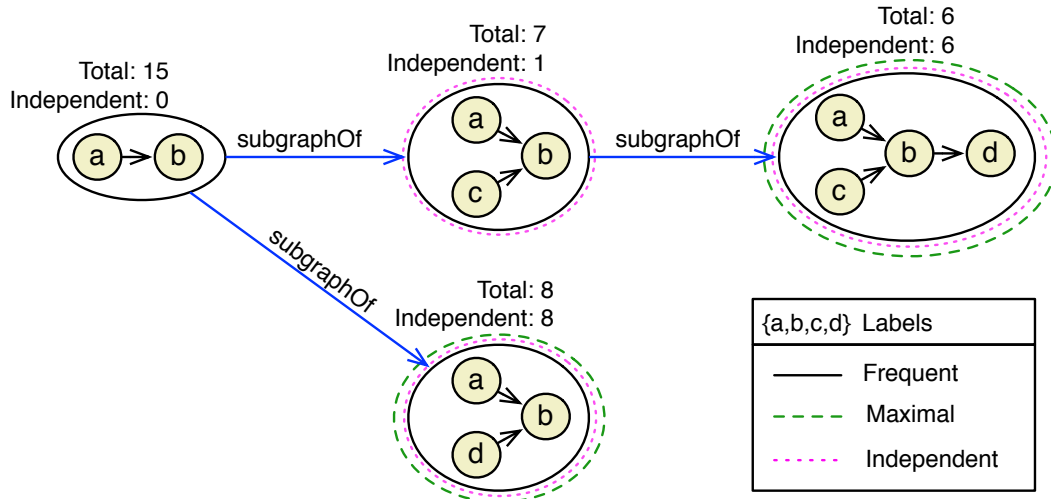 Total: 15
Independent: 0
a
b
subgraphOf
Total: 7
Independent: 1
a
b
c
subgraphOf
Total: 6
Independent: 6
a
b
d
c
subgraphOf
Total: 8
Independent: 8
a
b
d
{a,b,c,d} Labels
Frequent
Maximal
Independent